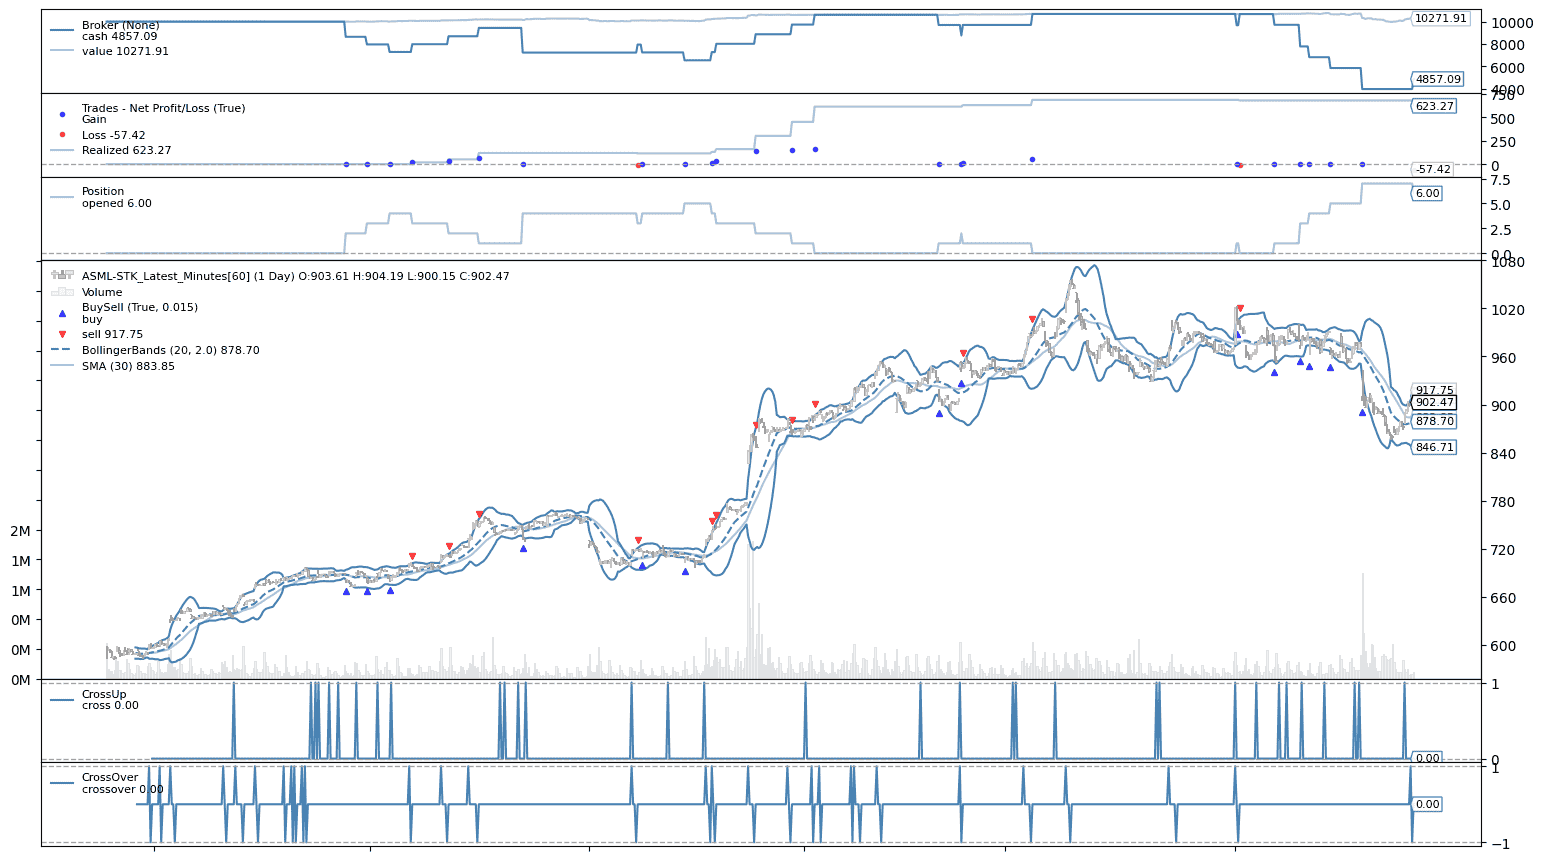 Broker (None)
cash 4857.09
value 10271.91
10271.91
10000
8000
6000
4857.09
4000
750
Trades - Net Profit/Loss (True)
Gain
Loss -57.42
Realized 623.27
623.27
500
250
0
-57.42
Position
opened 6.00
7.5
6.00
5.0
2.5
0.0
1080
ASML-STK_Latest_Minutes[60] (1 Day) O:903.61 H:904.19 L:900.15 C:902.47
Volume
BuySell (True, 0.015)
buy
sell 917.75
BollingerBands (20, 2.0) 878.70
SMA (30) 883.85
1020
960
917.75
902.47
900
878.70
846.71
840
780
720
660
600
2M
1M
1M
0M
0M
0M
CrossUp
cross 0.00
1
0.00
0
CrossOver
crossover 0.00
1
0.00
−1